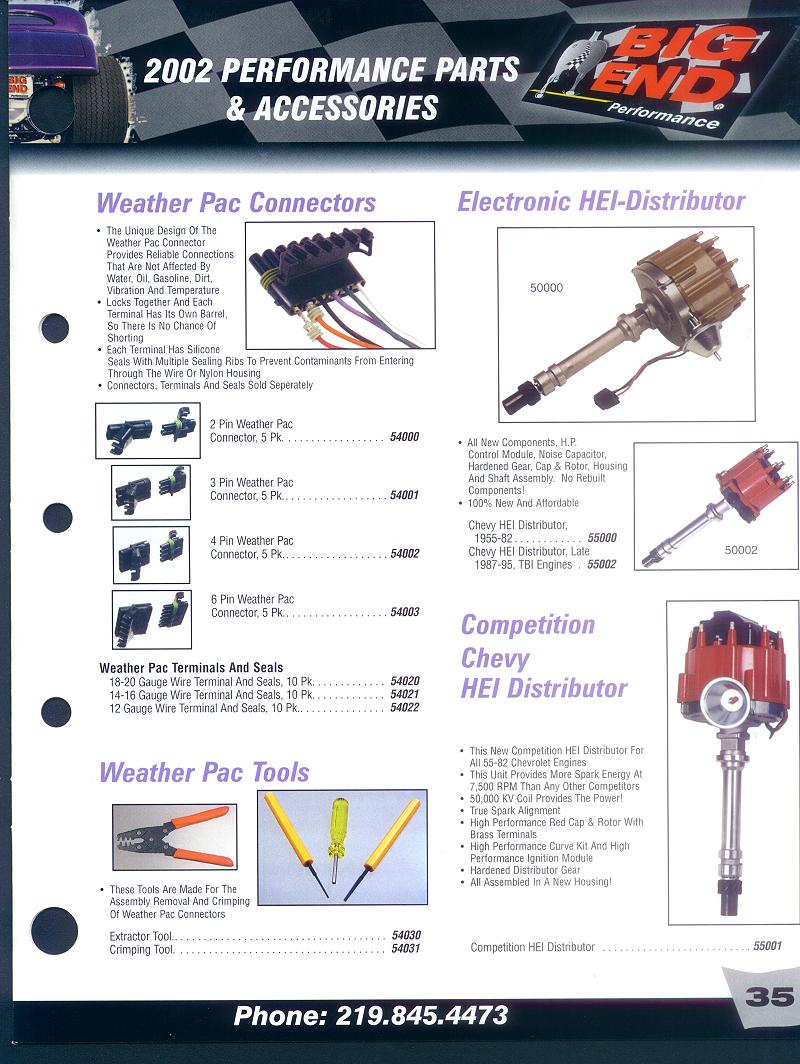 BIG
END
2002 PERFORMANCE PARTS
& ACCESSORIES
BIG
END
Performance
Weather Pac Connectors
• The Unique Design Of The
Weather Pac Connector
Provides Reliable Connections
That Are Not Affected By
Water, Oil, Gasoline, Dirt,
Vibration And Temperature
• Locks Together And Each
Terminal Has Its Own Barrel,
So There Is No Chance Of
Shorting
• Each Terminal Has Silicone
Seals With Multiple Sealing Ribs To Prevent Contaminants From Entering
Through The Wire Or Nylon Housing
• Connectors, Terminals And Seals Sold Seperately
2 Pin Weather Pac
Connector, 5 Pk. . . . . . . . . . . . . . . . . . 54000
3 Pin Weather Pac
Connector, 5 Pk.. . . . . . . . . . . . . . . . . . 54001
4 Pin Weather Pac
Connector, 5 Pk.. . . . . . . . . . . . . . . . . . 54002
6 Pin Weather Pac
Connector, 5 Pk.. . . . . . . . . . . . . . . . . . 54003
Weather Pac Terminals And Seals
18-20 Gauge Wire Terminal And Seals, 10 Pk. . . . . . . . . . . . . 54020
14-16 Gauge Wire Terminal And Seals, 10 Pk. . . . . . . . . . . . . 54021
12 Gauge Wire Terminal And Seals, 10 Pk.. . . . . . . . . . . . . . . 54022
Weather Pac Tools
• These Tools Are Made For The
Assembly Removal And Crimping
Of Weather Pac Connectors
Extractor Tool.. . . . . . . . . . . . . . . . . . . . . . . . . . . . . . . . . . . . 54030
Crimping Tool. . . . . . . . . . . . . . . . . . . . . . . . . . . . . . . . . . . . 54031
Electronic HEI-Distributor
50000
• All New Components, H.P.
Control Module, Noise Capacitor,
Hardened Gear, Cap & Rotor, Housing
And Shaft Assembly. No Rebuilt
Components!
• 100% New And Affordable
Chevy HEI Distributor,
1955-82 . . . . . . . . . . . . 55000
Chevy HEI Distributor, Late
1987-95, TBI Engines . 55002
50002
Competition
Chevy
HEI Distributor
• This New Competition HEI Distributor For
All 55-82 Chevrolet Engines
• This Unit Provides More Spark Energy At
7,500 RPM Than Any Other Competitors
• 50,000 KV Coil Provides The Power!
• True Spark Alignment
• High Performance Red Cap & Rotor With
Brass Terminals
• High Performance Curve Kit And High
Performance Ignition Module
• Hardened Distributor Gear
• All Assembled In A New Housing!
Competition HEI Distributor . . . . . . . . . . . . . . . . . . . . . . . . . 55001
35
Phone: 219.845.4473